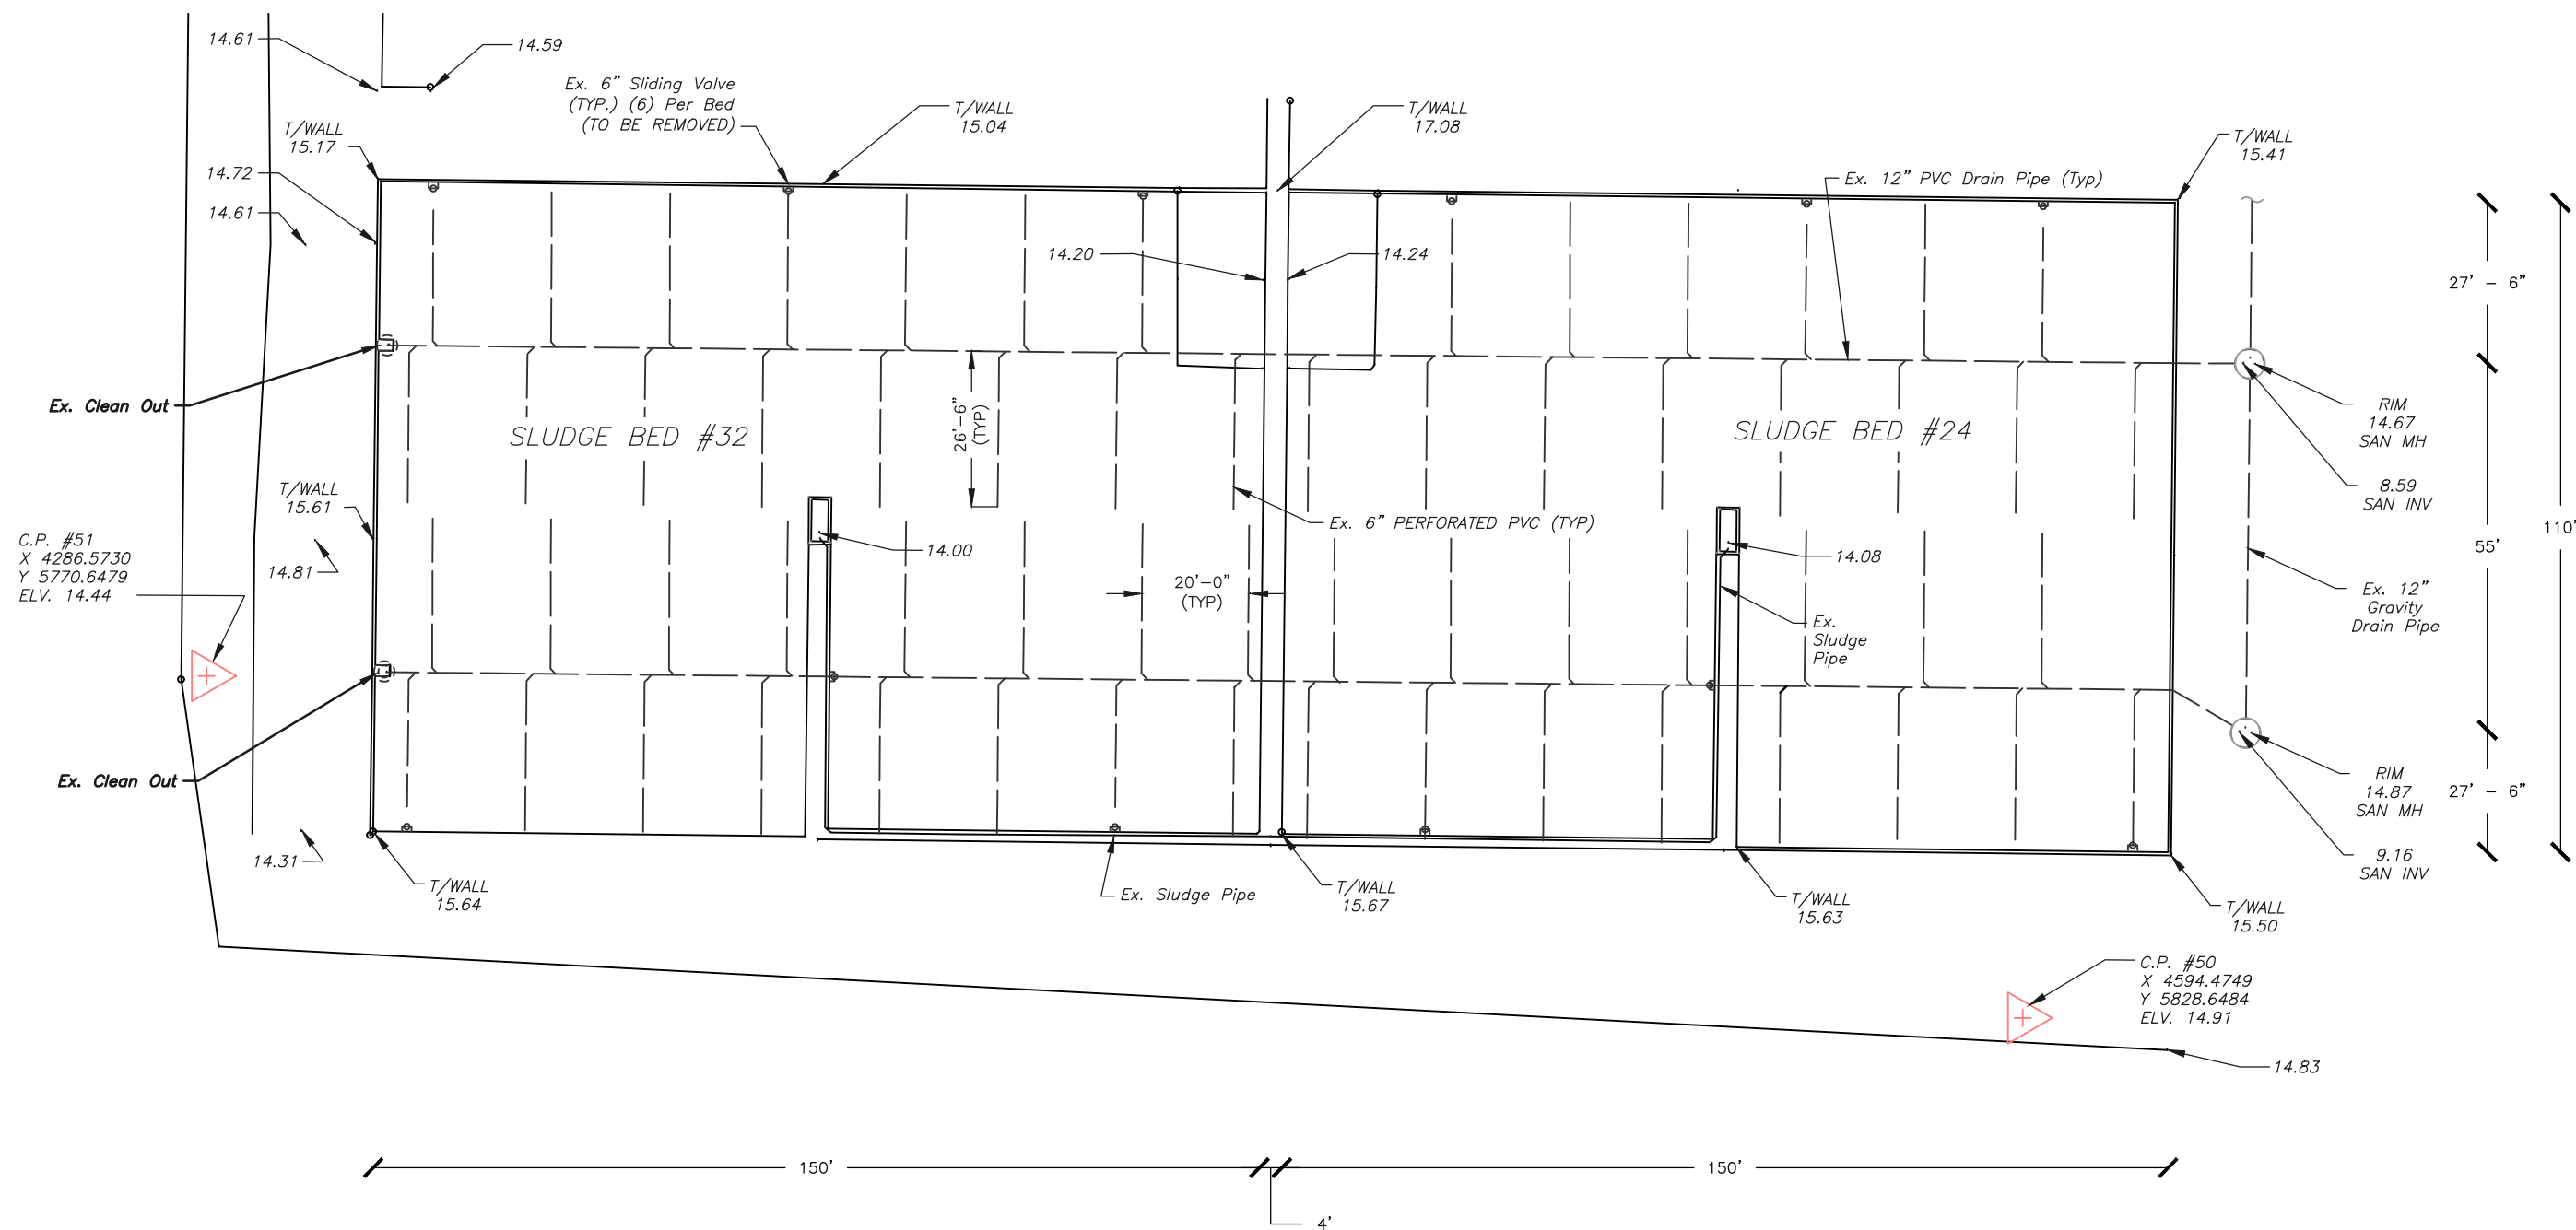 14.61
14.59
Ex. 6” Sliding Valve
(TYP.) (6) Per Bed
(TO BE REMOVED)
T/WALL
15.04
T/WALL
17.08
T/WALL
15.17
T/WALL
15.41
14.72
Ex. 12” PVC Drain Pipe (Typ)
14.61
14.20
14.24
27' - 6”
Ex. Clean Out
26'-6”
(TYP)
RIM
14.67
SAN MH
SLUDGE BED #32
SLUDGE BED #24
8.59
SAN INV
T/WALL
15.61
Ex. 6” PERFORATED PVC (TYP)
110'
55'
C.P. #51
X 4286.5730
Y 5770.6479
ELV. 14.44
14.81
14.00
14.08
20'-0”
(TYP)
Ex. 12”
Gravity
Drain Pipe
Ex.
Sludge
Pipe
Ex. Clean Out
RIM
14.87
SAN MH
27' - 6”
14.31
9.16
SAN INV
T/WALL
15.64
Ex. Sludge Pipe
T/WALL
15.67
T/WALL
15.63
T/WALL
15.50
C.P. #50
X 4594.4749
Y 5828.6484
ELV. 14.91
14.83
150'
150'
4'